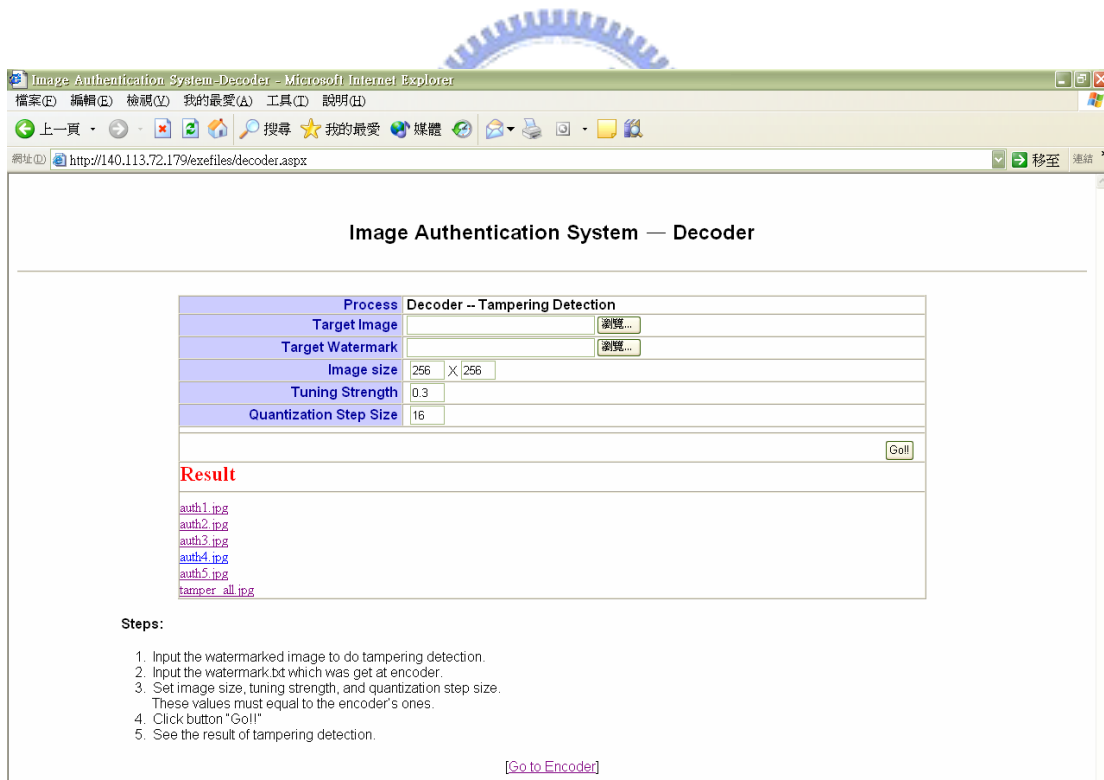 Image Authentication System-Decoder - Microsoft Internet Explorer
檔案(F) 編輯(E) 檢視(V) 我的最愛(A) 工具(T) 說明(H)
上一頁 搜尋 我的最愛 媒體
網址(D) http://140.113.72.179/exefiles/decoder.aspx 移至 連結
Image Authentication System — Decoder
Process Decoder -- Tampering Detection
Target Image 瀏覽...
Target Watermark 瀏覽...
Image size 256 X 256
Tuning Strength 0.3
Quantization Step Size 16
Go!!
Result
auth1.jpg
auth2.jpg
auth3.jpg
auth4.jpg
auth5.jpg
tamper_all.jpg
Steps:
1. Input the watermarked image to do tampering detection.
2. Input the watermark.txt which was get at encoder.
3. Set image size, tuning strength, and quantization step size.
These values must equal to the encoder's ones.
4. Click button "Go!!"
5. See the result of tampering detection.
[Go to Encoder]